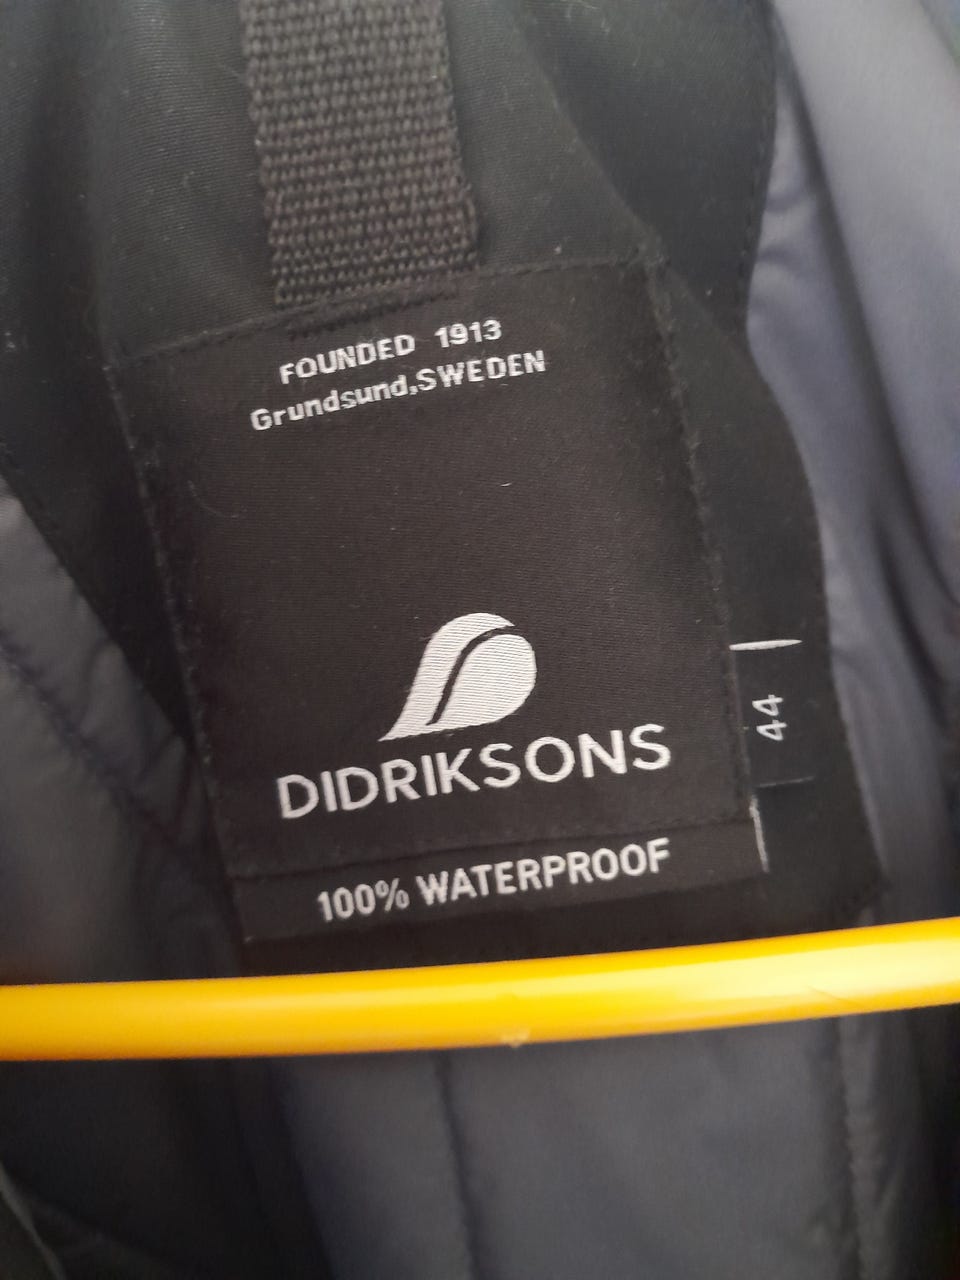 FOUNDED 1913
Grundsund,SWEDEN
DIDRIKSONS
44
100% WATERPROOF